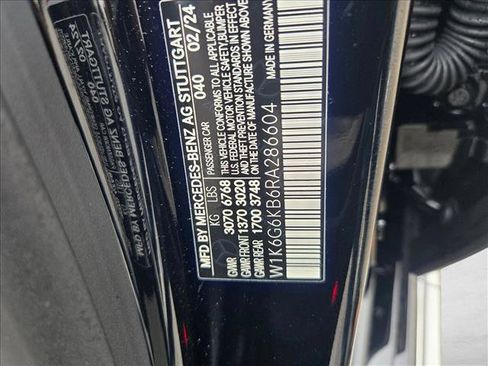 MFD BY MERCEDES-BENZ AG STUTTGART
PASSENGER CAR 040 02/24
THIS VEHICLE CONFORMS TO ALL APPLICABLE
U.S. FEDERAL MOTOR VEHICLE SAFETY BUMPER
AND THEFT PREVENTION STANDARDS IN EFFECT
ON THE DATE OF MANUFACTURE SHOWN ABOVE
KG LBS
GVWR 3070 6768
GAWR FRONT 1370 3020
GAWR REAR 1700 3748
MADE IN GERMANY
W1K6G6KB6RA286604